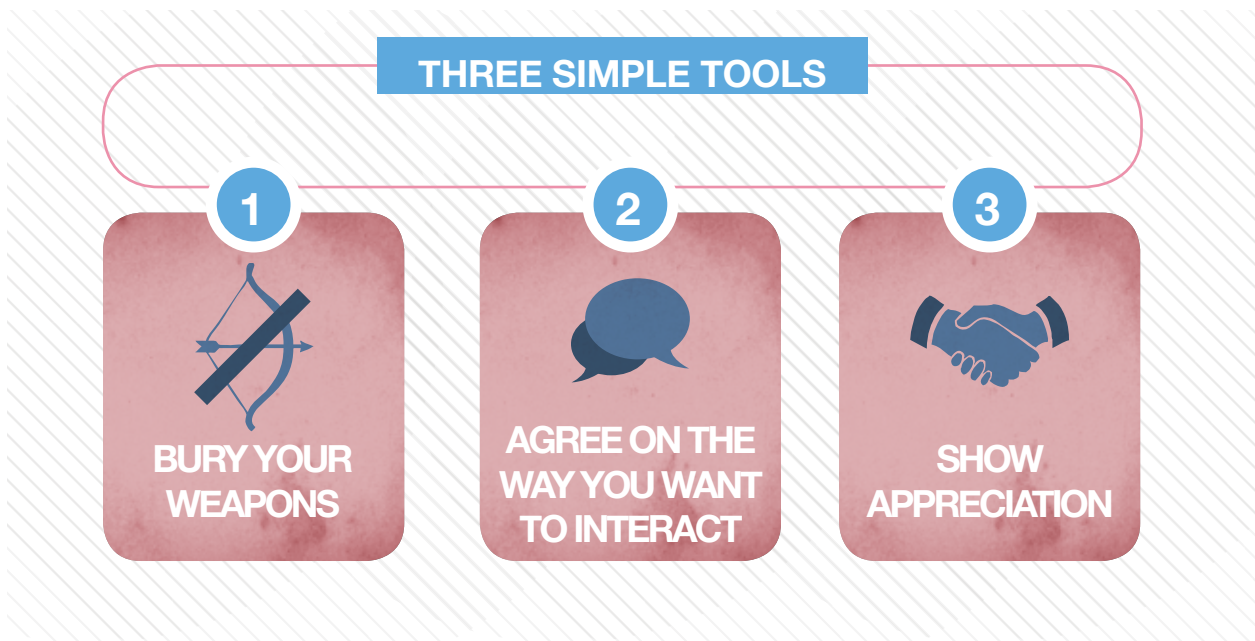 THREE SIMPLE TOOLS
1
2
3
BURY YOUR
WEAPONS
AGREE ON THE
WAY YOU WANT
TO INTERACT
SHOW
APPRECIATION